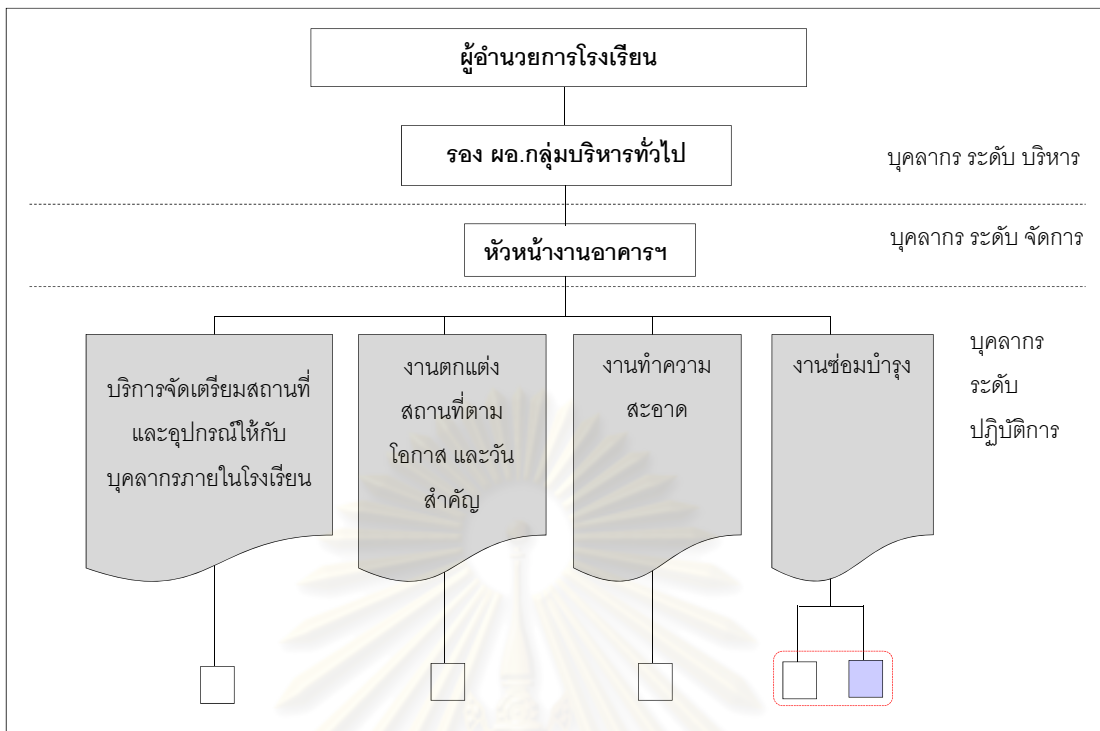 ผู้อำนวยการโรงเรียน
รอง ผอ.กลุ่มบริหารทั่วไป
บุคลากร ระดับ บริหาร
หัวหน้างานอาคารฯ
บุคลากร ระดับ จัดการ
บริการจัดเตรียมสถานที่
และอุปกรณ์ให้กับ
บุคลากรภายในโรงเรียน
งานตกแต่ง
สถานที่ตาม
โอกาส และวัน
สำคัญ
งานทำความ
สะอาด
งานซ่อมบำรุง
บุคลากร
ระดับ
ปฏิบัติการ